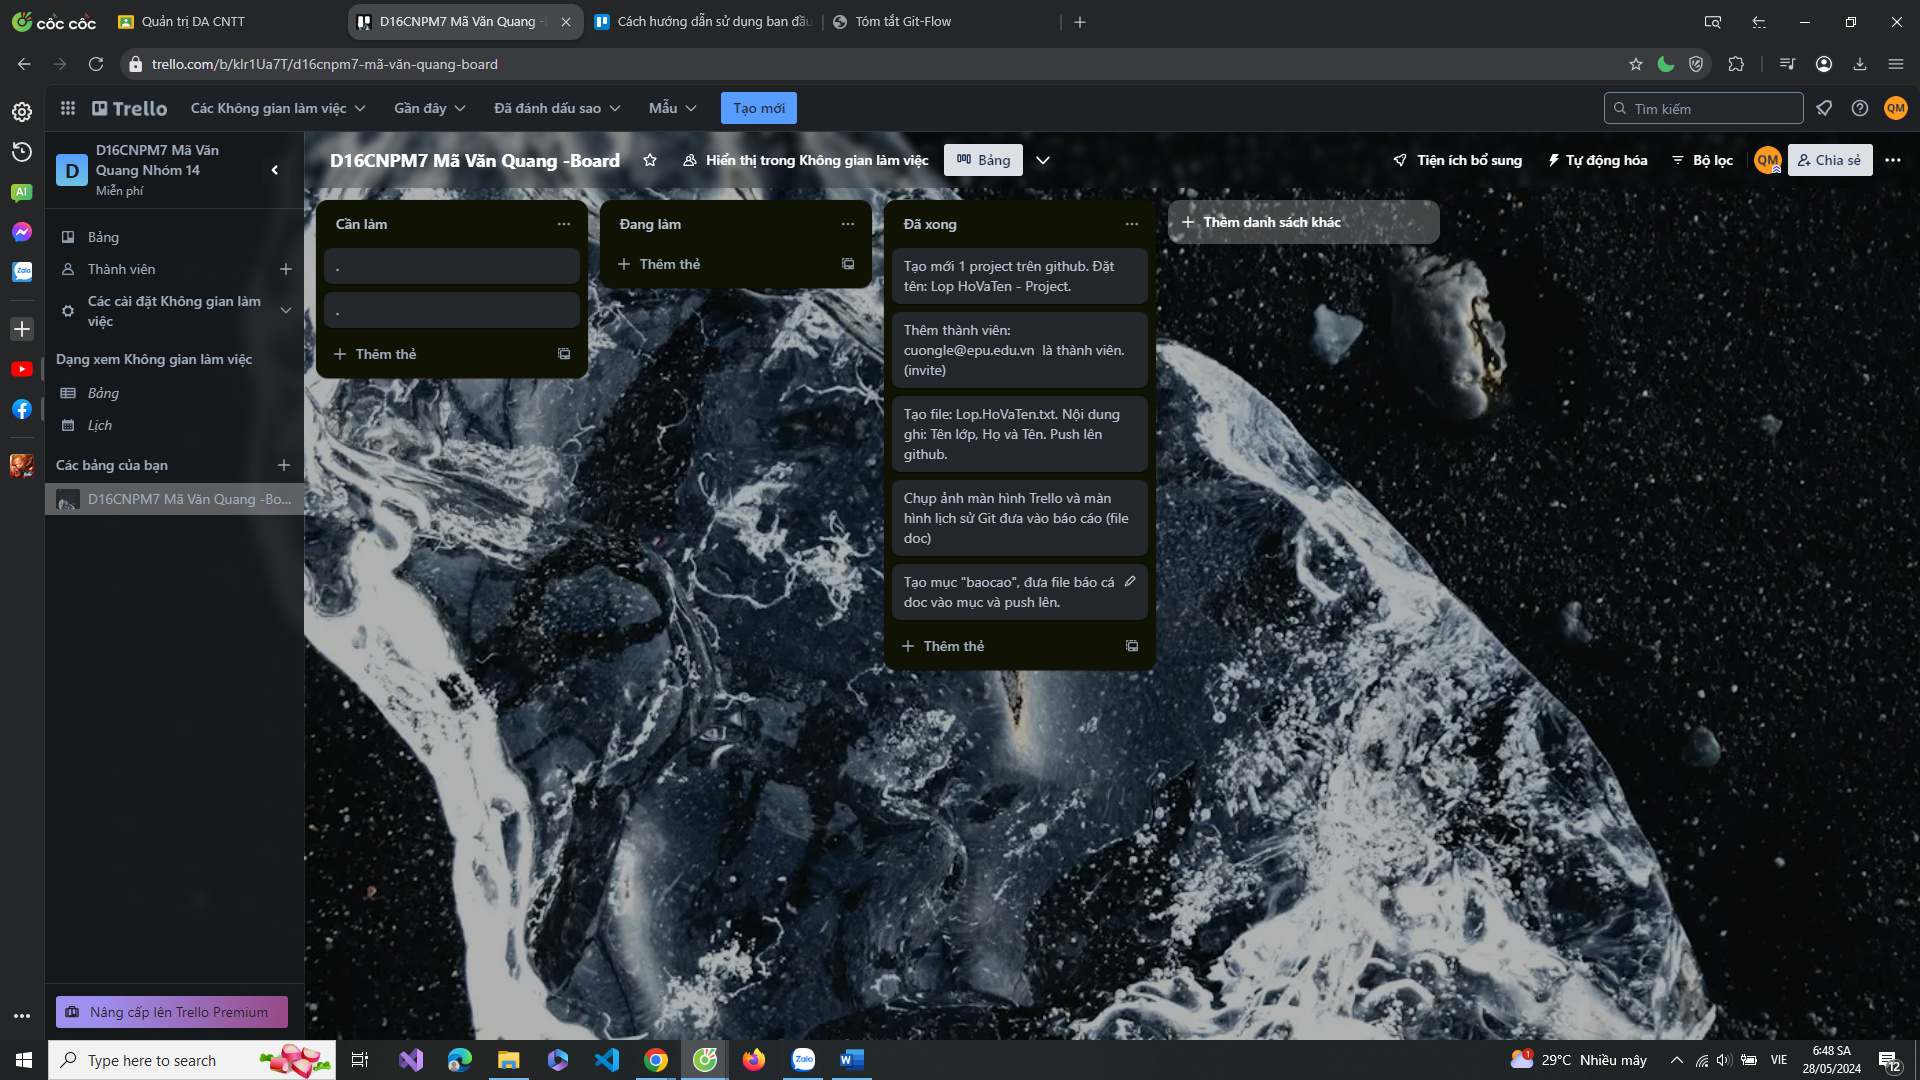 cốc cốc
Quản trị DA CNTT
D16CNPM7 Mã Văn Quang -
Cách hướng dẫn sử dụng ban đầu
Tóm tắt Git-Flow
trello.com/b/klr1Ua7T/d16cnpm7-mã-văn-quang-board
Trello
Các Không gian làm việc
Gần đây
Đã đánh dấu sao
Mẫu
Tạo mới
Tìm kiếm
QM
D
D16CNPM7 Mã Văn
Quang Nhóm 14
Miễn phí
D16CNPM7 Mã Văn Quang -Board
Hiển thị trong Không gian làm việc
Bảng
Tiện ích bổ sung
Tự động hóa
Bộ lọc
QM
Chia sẻ
AI
Zalo
Bảng
Thành viên
Các cài đặt Không gian làm
việc
Dạng xem Không gian làm việc
Bảng
Lịch
Các bảng của bạn
D16CNPM7 Mã Văn Quang -Bo...
Nâng cấp lên Trello Premium
Cần làm
.
.
Thêm thẻ
Đang làm
Thêm thẻ
Đã xong
Tạo mới 1 project trên github. Đặt
tên: Lop HoVaTen - Project.
Thêm thành viên:
cuongle@epu.edu.vn là thành viên.
(invite)
Tạo file: Lop.HoVaTen.txt. Nội dung
ghi: Tên lớp, Họ và Tên. Push lên
github.
Chụp ảnh màn hình Trello và màn
hình lịch sử Git đưa vào báo cáo (file
doc)
Tạo mục "baocao", đưa file báo cá
doc vào mục và push lên.
Thêm thẻ
Thêm danh sách khác
Type here to search
Zalo
1
29°C Nhiều mây
VIE
6:48 SA
28/05/2024
12